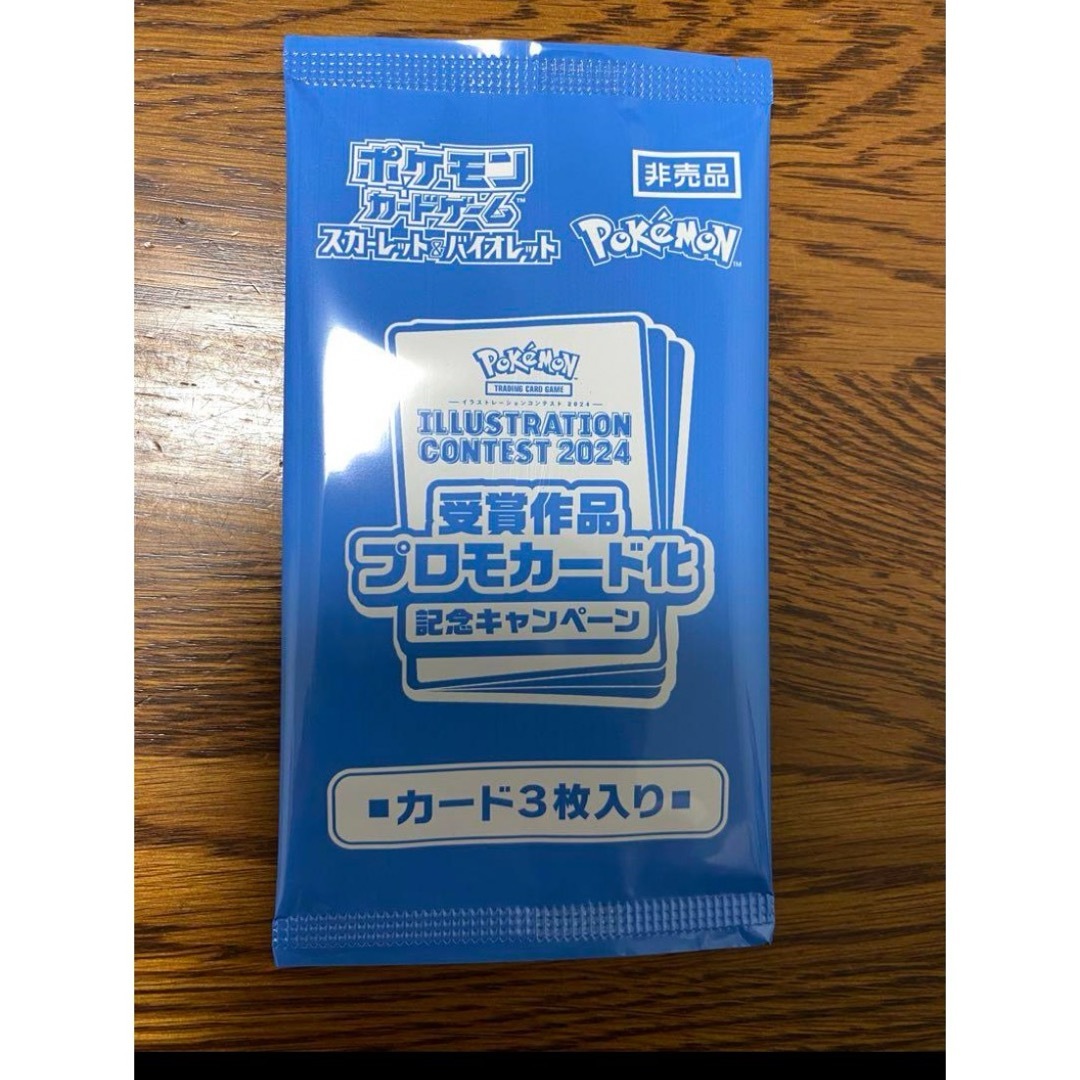 ポケモン
カードゲーム™
スカーレット&バイオレット
非売品
POKéMON™
POKéMON
TRADING CARD GAME
イラストレーションコンテスト 2024
ILLUSTRATION
CONTEST 2024
受賞作品
プロモカード化
記念キャンペーン
■カード3枚入り■